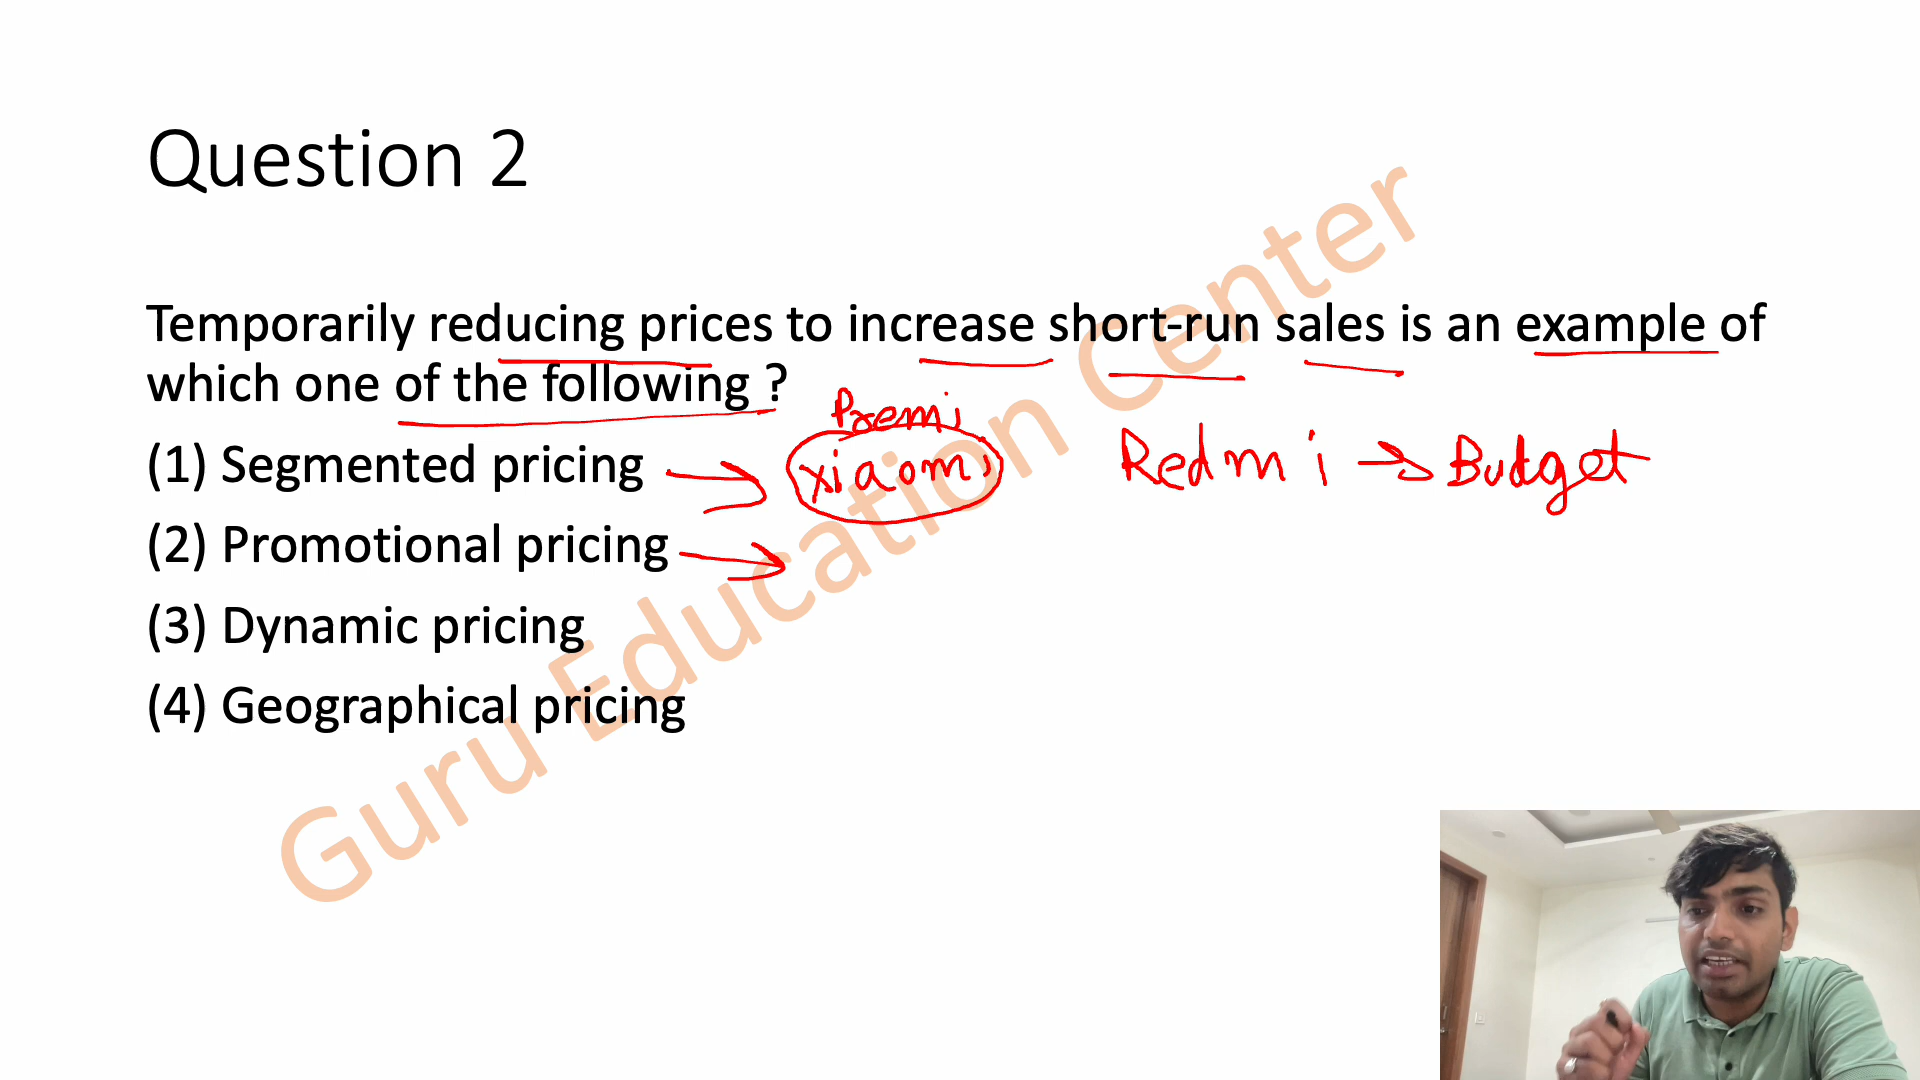 Question 2
Temporarily reducing prices to increase short-run sales is an example of
which one of the following ?
Premi
(1) Segmented pricing xiaomi Redmi → Budget
(2) Promotional pricing
(3) Dynamic pricing
(4) Geographical pricing
Guru Education Center